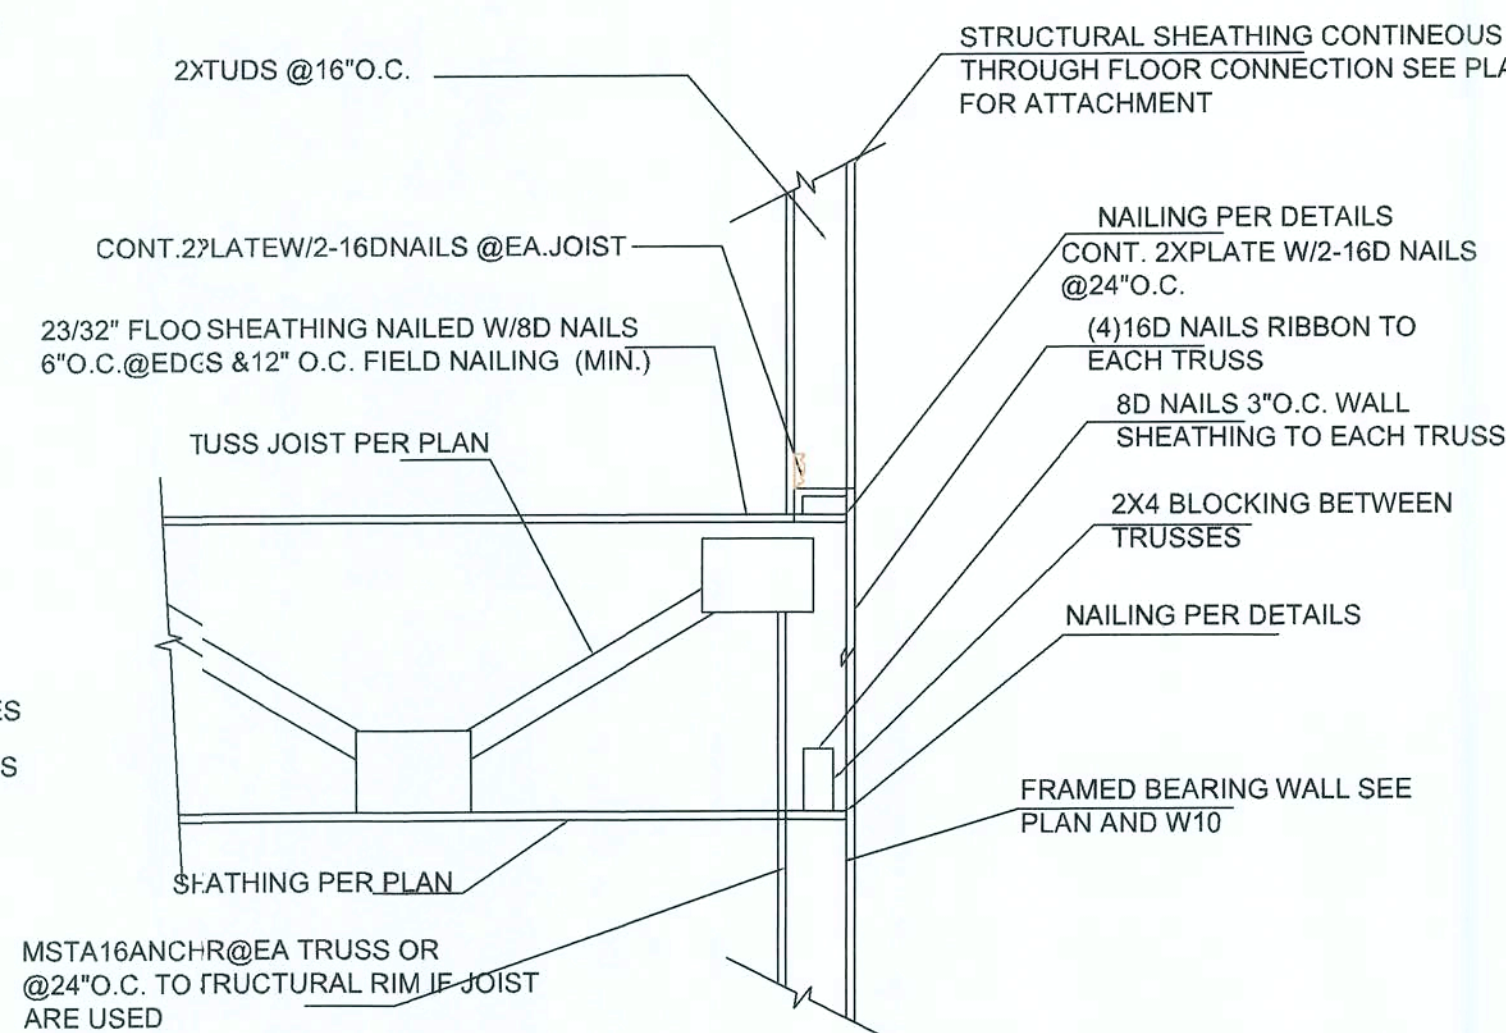 2XTUDS @16"O.C.
CONT.2PLATEW/2-16DNAILS @EA.JOIST
23/32" FLOO SHEATHING NAILED W/8D NAILS
6"O.C.@EDGS &12" O.C. FIELD NAILING (MIN.)
TUSS JOIST PER PLAN
ES
S
SHATHING PER PLAN
MSTA16ANCHR@EA TRUSS OR
@24"O.C. TO TRUCTURAL RIM IF JOIST
ARE USED
STRUCTURAL SHEATHING CONTINEOUS
THROUGH FLOOR CONNECTION SEE PLA
FOR ATTACHMENT
NAILING PER DETAILS
CONT. 2XPLATE W/2-16D NAILS
@24"O.C.
(4)16D NAILS RIBBON TO
EACH TRUSS
8D NAILS 3"O.C. WALL
SHEATHING TO EACH TRUSS
2X4 BLOCKING BETWEEN
TRUSSES
NAILING PER DETAILS
FRAMED BEARING WALL SEE
PLAN AND W10